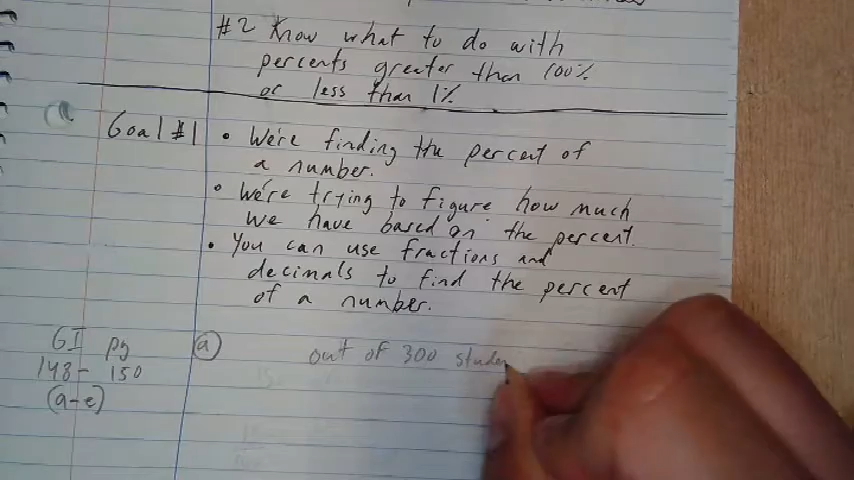 #2 Know what to do with
percents greater than 100%
or less than 1%
Goal #1
• We're finding the percent of
a number.
• We're trying to figure how much
we have based on the percent.
• You can use fractions and
decimals to find the percent
of a number.
GI pg
148- 150
(a-e)
(a) out of 300 studen